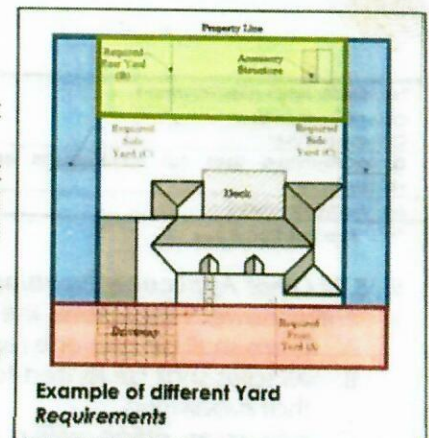 Property Line
Required
Rear Yard
(B)
Accessory
Structure
Required
Side
Yard (C)
Required
Side
Yard (C)
Deck
Driveway
Required
Front
Yard (A)
Example of different Yard
Requirements